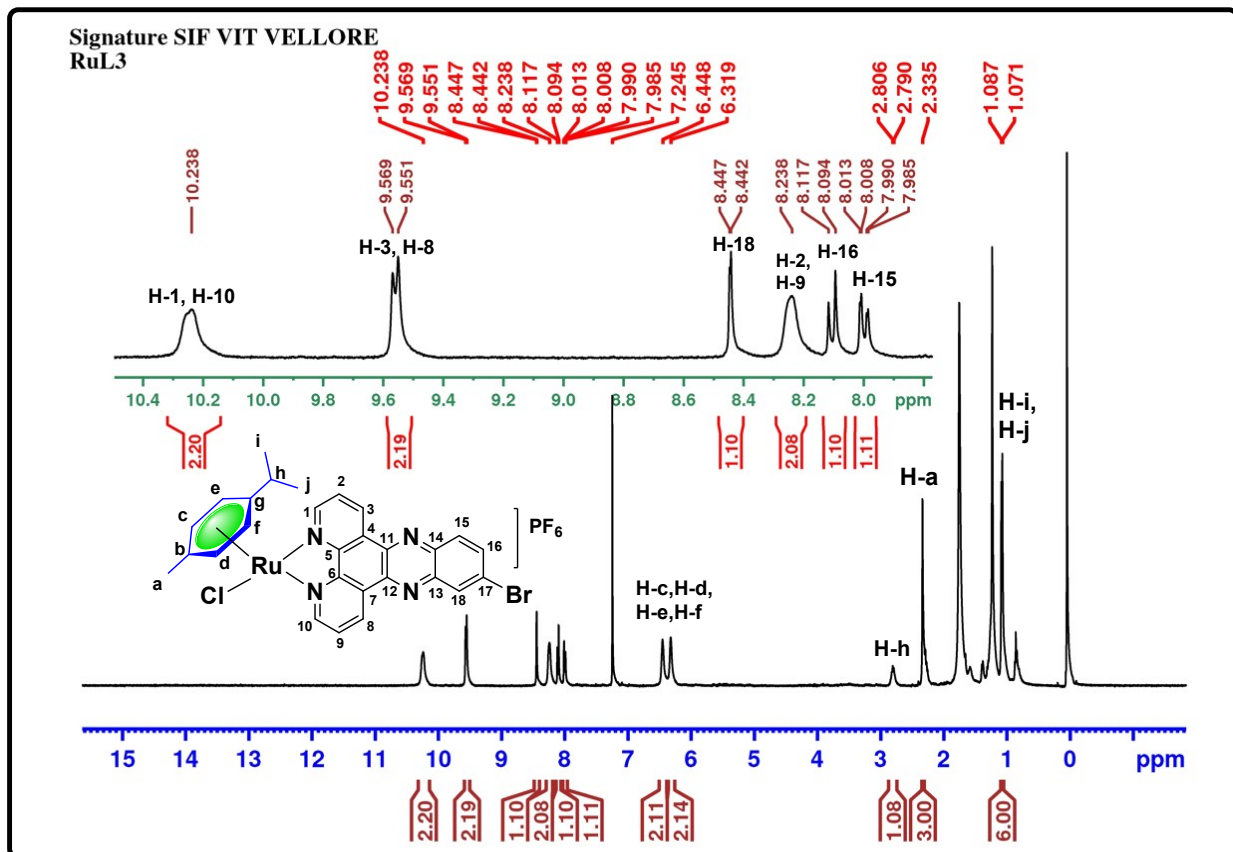 Signature SIF VIT VELLORE
RuL3
10.238
9.569
9.551
8.447
8.442
8.238
8.117
8.094
8.013
8.008
7.990
7.985
7.245
6.448
6.319
2.806
2.790
2.335
1.087
1.071
10.238
9.569
9.551
8.447
8.442
8.238
8.117
8.094
8.013
8.008
7.990
7.985
H-1, H-10
H-3, H-8
H-18
H-2,
H-9
H-16
H-15
10.4 10.2 10.0 9.8 9.6 9.4 9.2 9.0 8.8 8.6 8.4 8.2 8.0 ppm
2.20
2.19
1.10
2.08
1.10
1.11
H-i,
H-j
H-a
H-c,H-d,
H-e,H-f
H-h
i
h
j
e
g
c
f
b
d
a
Ru
Cl
N
N
N
N
1
2
3
4
5
6
7
8
9
10
11
12
13
14
15
16
17
18
Br
PF6
15 14 13 12 11 10 9 8 7 6 5 4 3 2 1 0 ppm
2.20
2.19
1.10
2.08
1.10
1.11
2.11
2.14
1.08
3.00
6.00